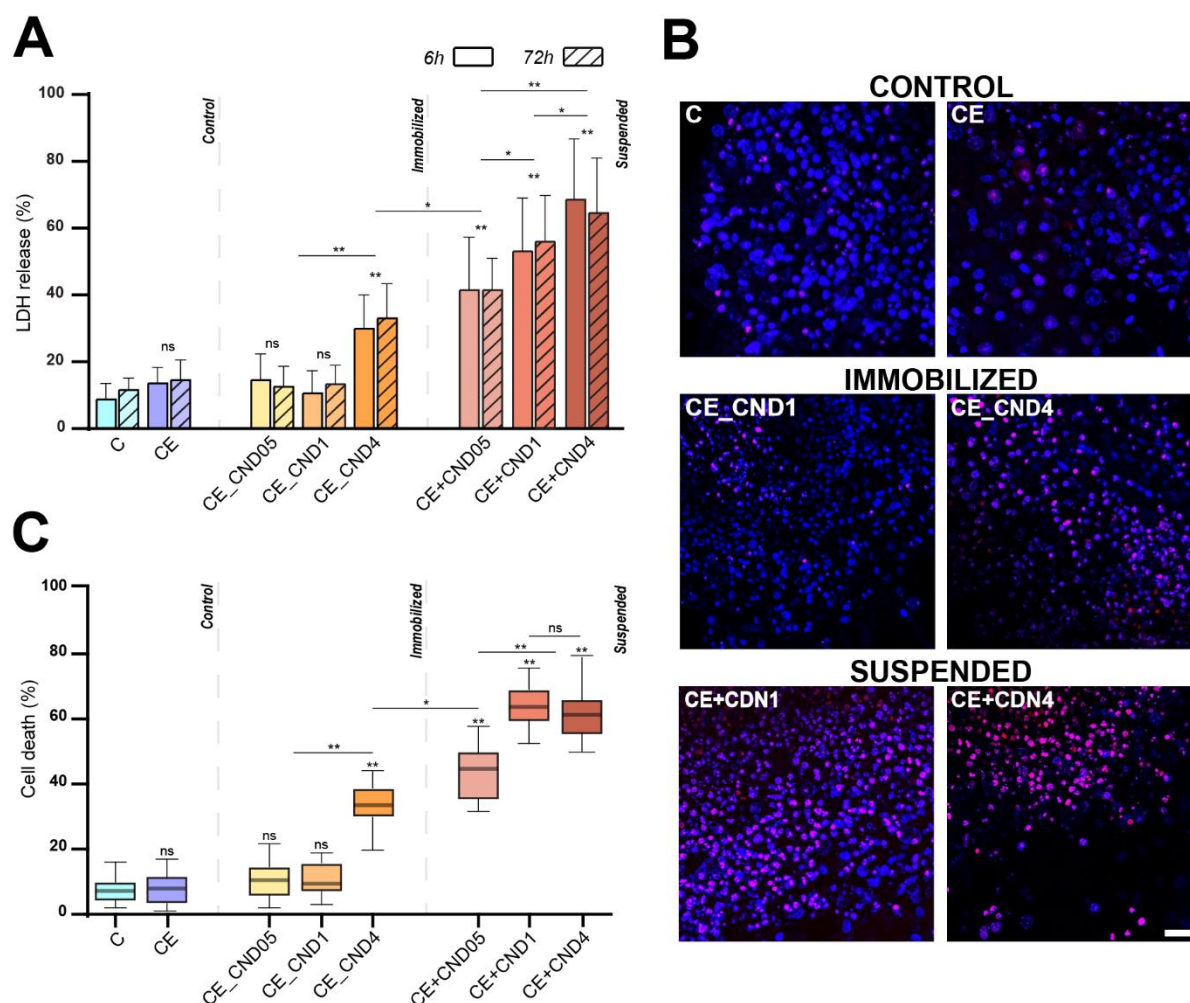 A
6h 72h
LDH release (%)
100
80
60
40
20
0
Control
Immobilized
Suspended
ns
ns
ns
**
**
*
**
*
**
**
*
**
**
C
CE
CE_CND05
CE_CND1
CE_CND4
CE+CND05
CE+CND1
CE+CND4
B
CONTROL
C
CE
IMMOBILIZED
CE_CND1
CE_CND4
SUSPENDED
CE+CDN1
CE+CDN4
C
Cell death (%)
100
80
60
40
20
0
Control
Immobilized
Suspended
ns
ns
ns
**
**
*
**
**
**
ns
**
C
CE
CE_CND05
CE_CND1
CE_CND4
CE+CND05
CE+CND1
CE+CND4